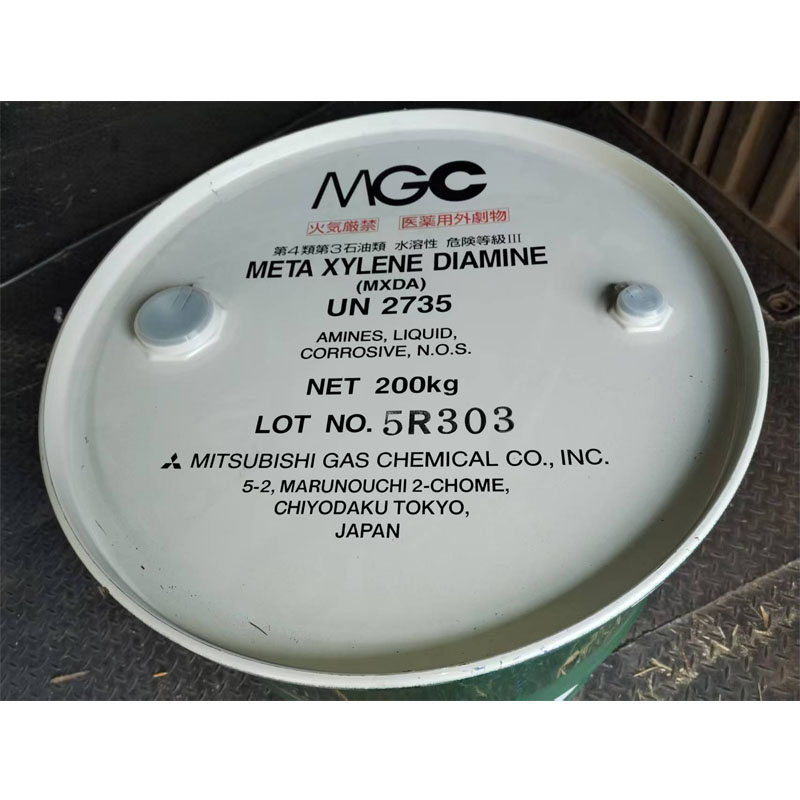 MGC
火気厳禁 医薬用外劇物
第4類第3石油類 水溶性 危険等級III
META XYLENE DIAMINE
(MXDA)
UN 2735
AMINES, LIQUID,
CORROSIVE, N.O.S.
NET 200kg
LOT NO. 5R303
MITSUBISHI GAS CHEMICAL CO., INC.
5-2, MARUNOUCHI 2-CHOME,
CHIYODAKU TOKYO,
JAPAN